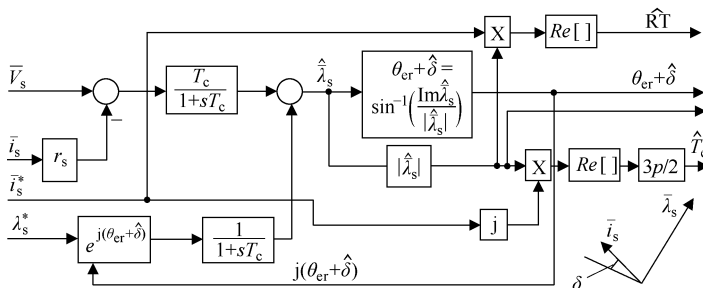 X
Re[ ]
R̂T
V̄s
−
Tc / 1+sTc
λ̂̄s
θer+δ̂ =
sin⁻¹(Imλ̂̄s / |λ̂̄s|)
θer+δ̂
īs
rs
|λ̂̄s|
X
Re[ ]
3p/2
īs*
λs*
e^j(θer+δ̂)
1 / 1+sTc
j
j(θer+δ̂)
īs
λ̄s
δ